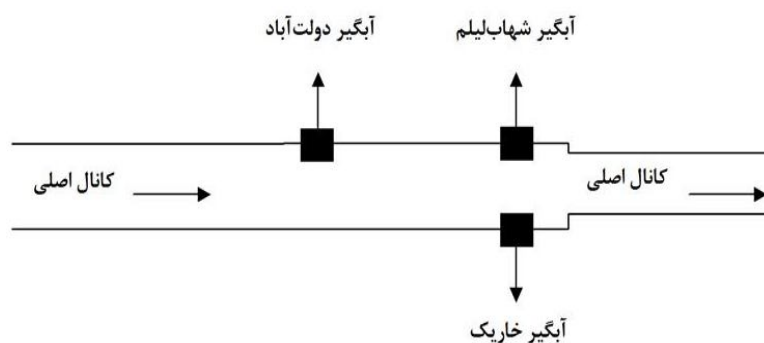 آبگیر شهاب‌لیلم
آبگیر دولت‌آباد
کانال اصلی
کانال اصلی
آبگیر خاریک